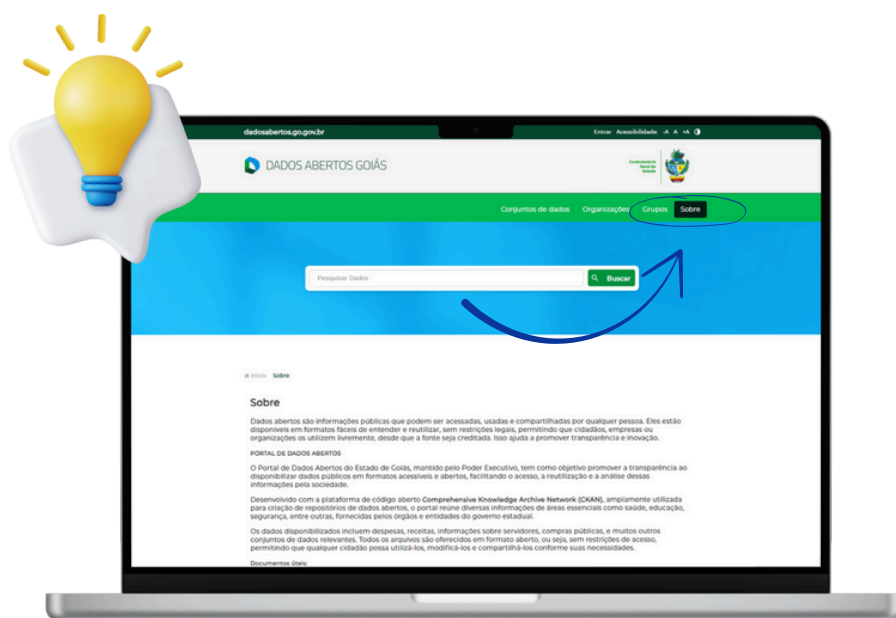 dadosabertos.go.gov.br Entrar Acessibilidade -A A +A
DADOS ABERTOS GOIÁS
Controladoria
Geral do
Estado
Conjuntos de dados Organizações Grupos Sobre
Pesquisar Dados Buscar
INÍCIO Sobre
Sobre
Dados abertos são informações públicas que podem ser acessadas, usadas e compartilhadas por qualquer pessoa. Eles estão
disponíveis em formatos fáceis de entender e reutilizar, sem restrições legais, permitindo que cidadãos, empresas ou
organizações os utilizem livremente, desde que a fonte seja creditada. Isso ajuda a promover transparência e inovação.
PORTAL DE DADOS ABERTOS
O Portal de Dados Abertos do Estado de Goiás, mantido pelo Poder Executivo, tem como objetivo promover a transparência ao
disponibilizar dados públicos em formatos acessíveis e abertos, facilitando o acesso, a reutilização e a análise dessas
informações pela sociedade.
Desenvolvido com a plataforma de código aberto Comprehensive Knowledge Archive Network (CKAN), amplamente utilizada
para criação de repositórios de dados abertos, o portal reúne diversas informações de áreas essenciais como saúde, educação,
segurança, entre outras, fornecidas pelos órgãos e entidades do governo estadual.
Os dados disponibilizados incluem despesas, receitas, informações sobre servidores, compras públicas, e muitos outros
conjuntos de dados relevantes. Todos os arquivos são oferecidos em formato aberto, ou seja, sem restrições de acesso,
permitindo que qualquer cidadão possa utilizá-los, modificá-los e compartilhá-los conforme suas necessidades.
Documentos úteis: